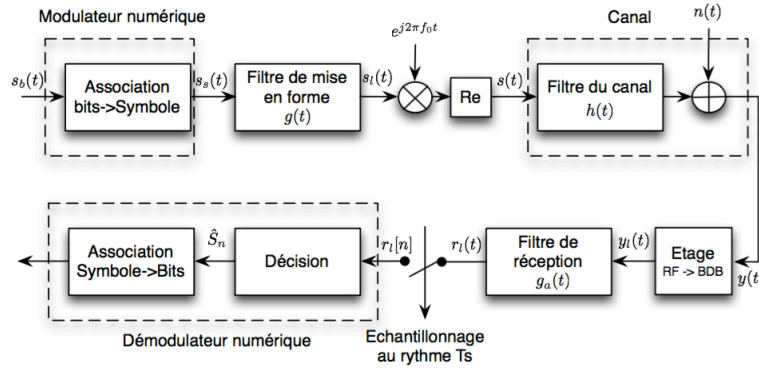 Modulateur numérique
Canal
n(t)
e^{j2πf_0t}
s_b(t)
Association
bits->Symbole
s_s(t)
Filtre de mise
en forme
g(t)
s_l(t)
Re
s(t)
Filtre du canal
h(t)
Association
Symbole->Bits
Ŝ_n
Décision
r_l[n]
r_l(t)
Filtre de
réception
g_a(t)
y_l(t)
Etage
RF -> BDB
y(t
Démodulateur numérique
Echantillonnage
au rythme Ts